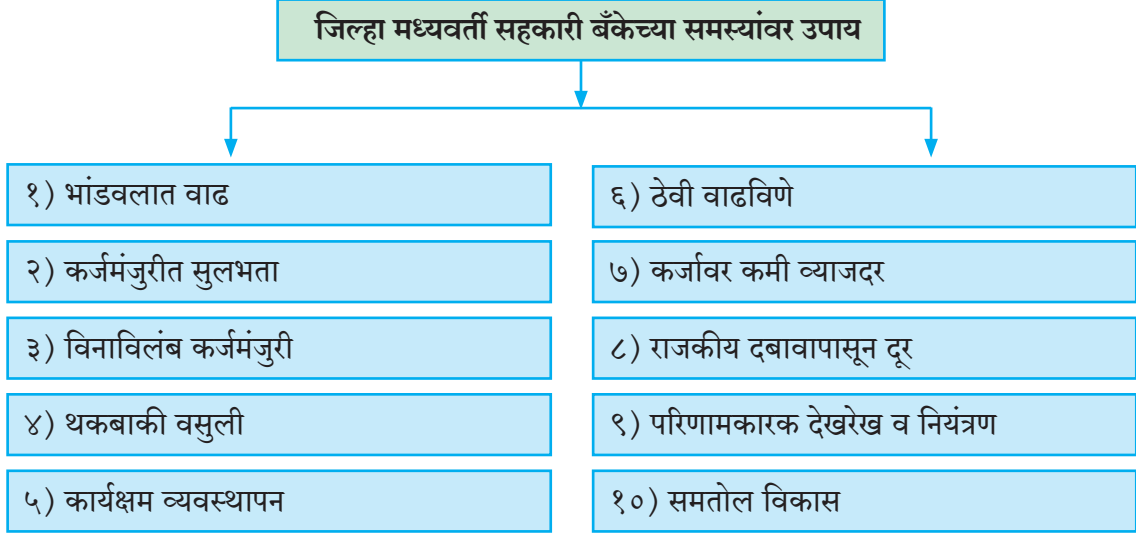 जिल्हा मध्यवर्ती सहकारी बँकेच्या समस्यांवर उपाय
१) भांडवलात वाढ
२) कर्जमंजुरीत सुलभता
३) विनाविलंब कर्जमंजुरी
४) थकबाकी वसुली
५) कार्यक्षम व्यवस्थापन
६) ठेवी वाढविणे
७) कर्जावर कमी व्याजदर
८) राजकीय दबावापासून दूर
९) परिणामकारक देखरेख व नियंत्रण
१०) समतोल विकास